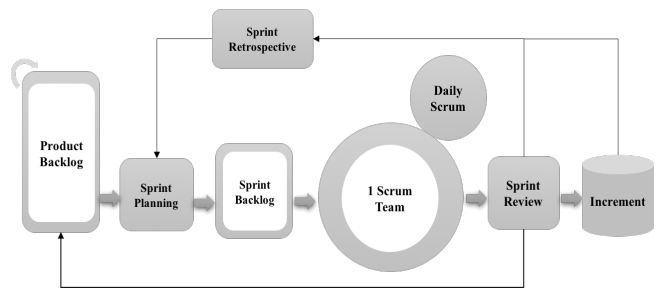 Sprint
Retrospective
Daily
Scrum
Product
Backlog
Sprint
Planning
Sprint
Backlog
1 Scrum
Team
Sprint
Review
Increment